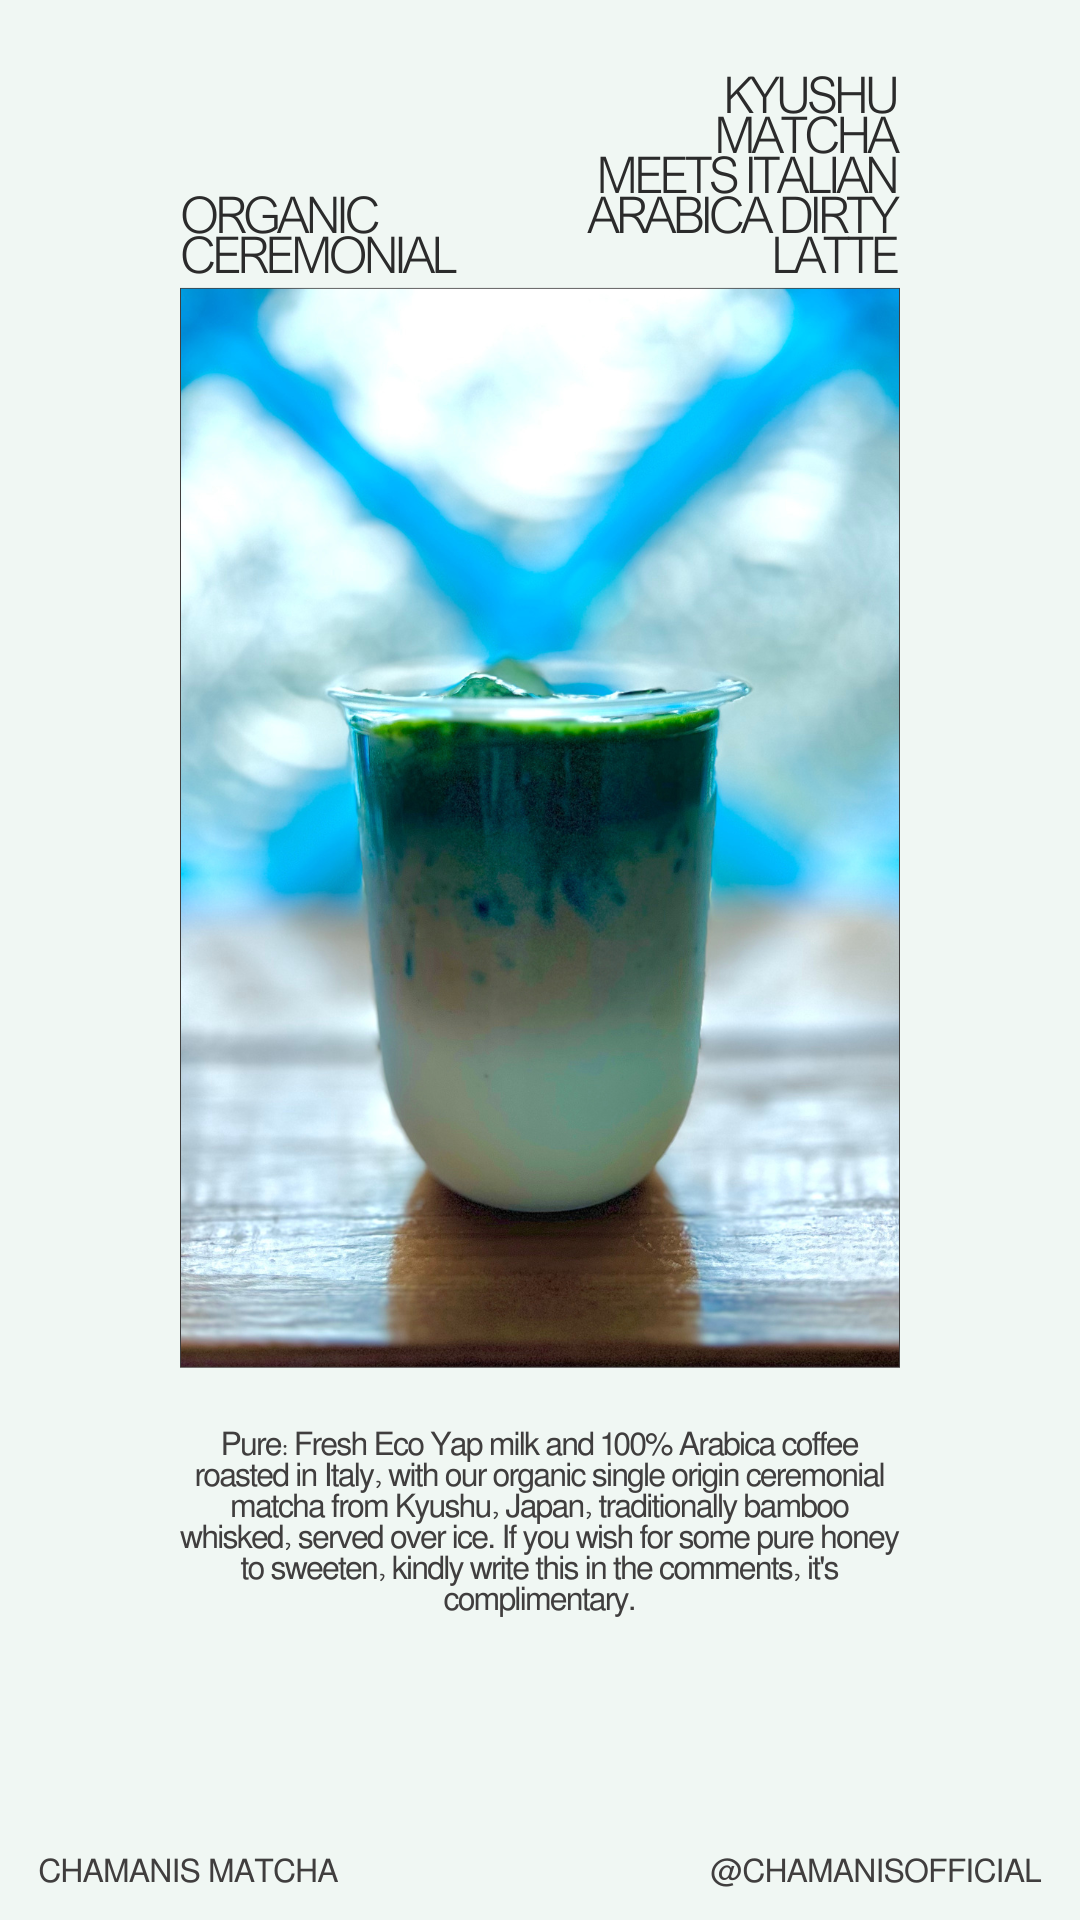 ORGANIC
CEREMONIAL
KYUSHU
MATCHA
MEETS ITALIAN
ARABICA DIRTY
LATTE
Pure: Fresh Eco Yap milk and 100% Arabica coffee
roasted in Italy, with our organic single origin ceremonial
matcha from Kyushu, Japan, traditionally bamboo
whisked, served over ice. If you wish for some pure honey
to sweeten, kindly write this in the comments, it's
complimentary.
CHAMANIS MATCHA
@CHAMANISOFFICIAL